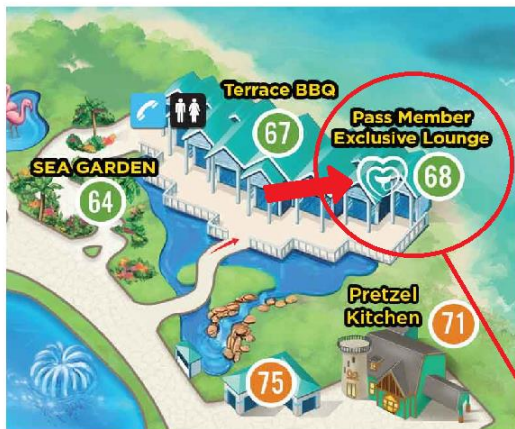 Terrace BBQ
67
Pass Member
Exclusive Lounge
68
SEA GARDEN
64
Pretzel
Kitchen
71
75